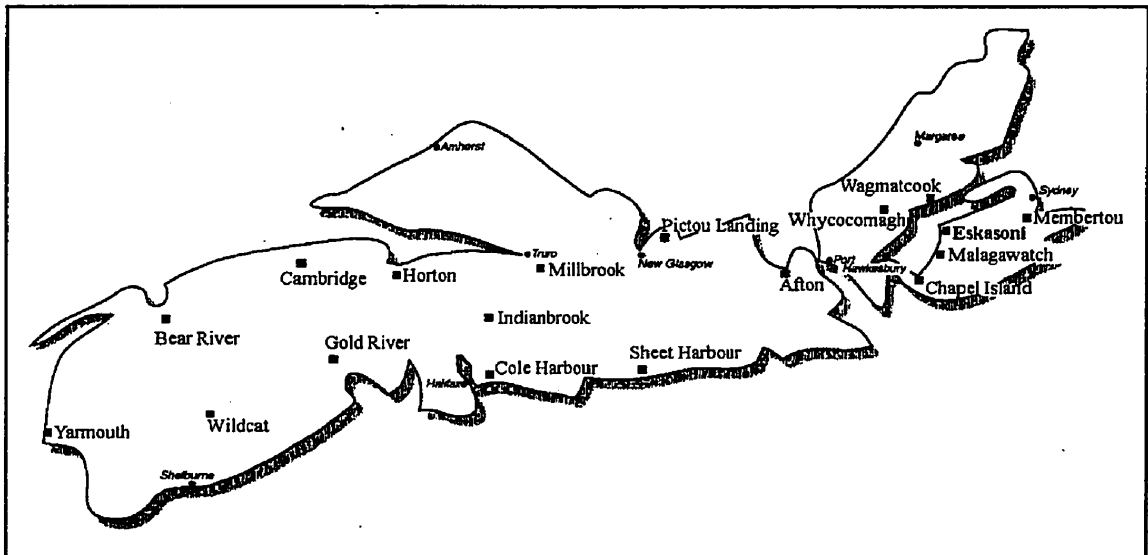 Amherst
Margaree
Wagmatcook
Sydney
Whycocomagh
Membertou
Pictou Landing
Eskasoni
Truro
New Glasgow
Port
Hawkesbury
Malagawatch
Cambridge
Horton
Millbrook
Afton
Chapel Island
Bear River
Indianbrook
Gold River
Cole Harbour
Sheet Harbour
Halifax
Wildcat
Yarmouth
Shelburne